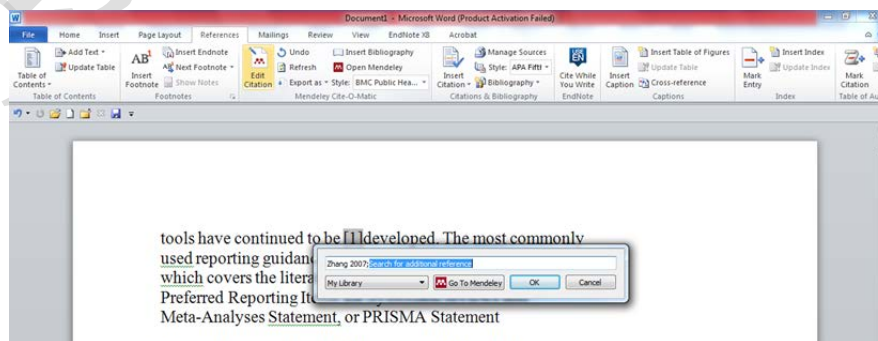 Document1 - Microsoft Word (Product Activation Failed)
File Home Insert Page Layout References Mailings Review View EndNote X8 Acrobat
Add Text Insert Endnote Undo Insert Bibliography Manage Sources Insert Table of Figures Insert Index
Update Table AB1 Next Footnote Refresh Open Mendeley Style: APA Fifth Update Table Update Index
Table of Contents Insert Footnote Show Notes Edit Citation Export as Style: BMC Public Hea... Insert Citation Bibliography Cite While You Write Insert Caption Cross-reference Mark Entry Mark Citation
Table of Contents Footnotes Mendeley Cite-O-Matic Citations & Bibliography EndNote Captions Index Table of Au
tools have continued to be [1]developed. The most commonly
used reporting guidan
Zhang 2007;Search for additional reference
which covers the litera
My Library Go To Mendeley OK Cancel
Preferred Reporting Ite
Meta-Analyses Statement, or PRISMA Statement